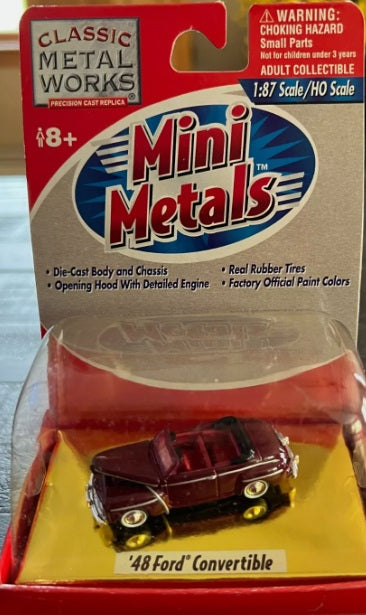 CLASSIC
METAL
WORKS®
PRECISION CAST REPLICA
⚠ WARNING:
CHOKING HAZARD
Small Parts
Not for children under 3 years
ADULT COLLECTIBLE
1:87 Scale/HO Scale
8+
Mini
Metals™
• Die-Cast Body and Chassis
• Opening Hood With Detailed Engine
• Real Rubber Tires
• Factory Official Paint Colors
'48 Ford® Convertible